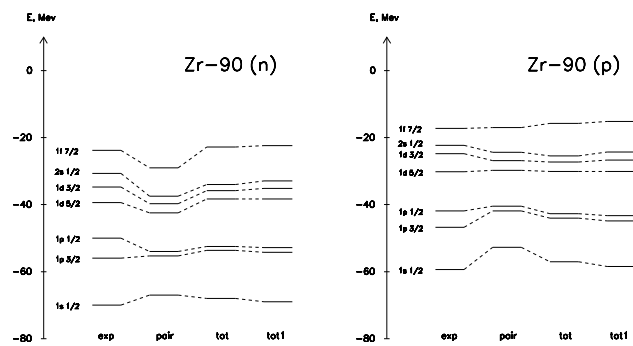 E, Mev
Zr-90 (n)
0
-20
-40
-60
-80
1f 7/2
2s 1/2
1d 3/2
1d 5/2
1p 1/2
1p 3/2
1s 1/2
exp pair tot tot1
E, Mev
Zr-90 (p)
0
-20
-40
-60
-80
1f 7/2
2s 1/2
1d 3/2
1d 5/2
1p 1/2
1p 3/2
1s 1/2
exp pair tot tot1